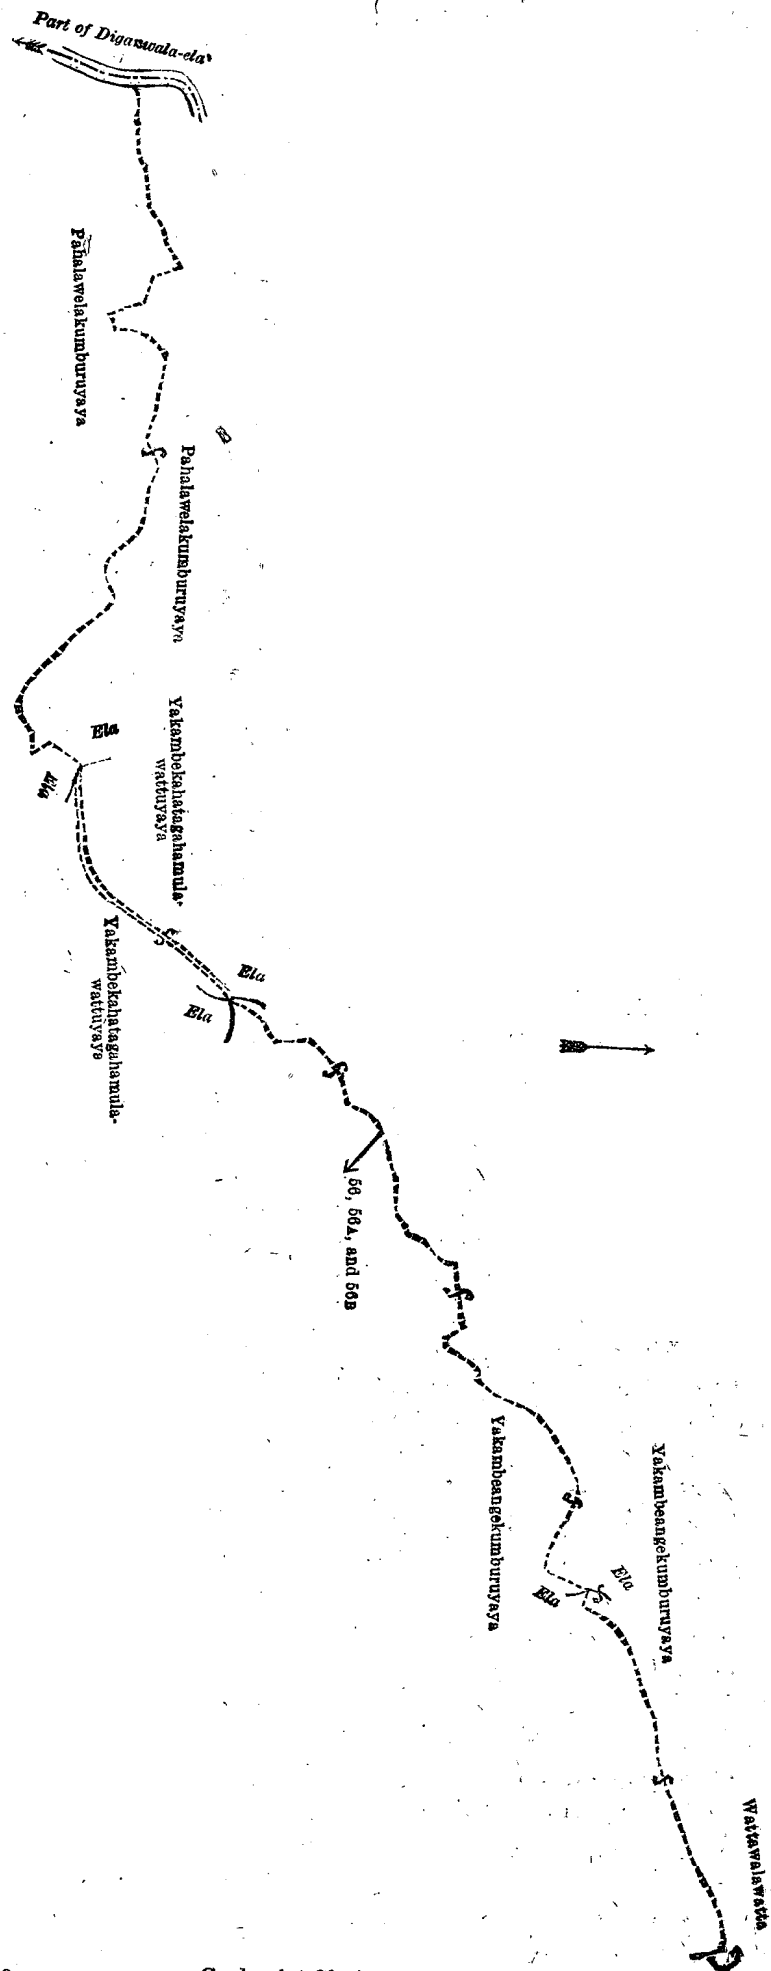 Part of Diganwala-ela
Pahalawelakumburuyaya
Pahalawelakumburuyaya
Ela
Ela
Yakambekahatagahamula-
wattuyaya
Yakambekahatagahamula-
wattuyaya
Ela
Ela
56, 56A, and 56B
Yakambeangekumburuyaya
Yakambeangekumburuyaya
Ela
Ela
Wattawalawatta